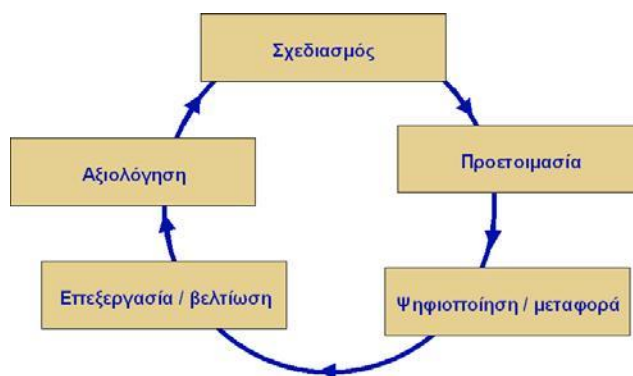 Σχεδιασμός
Προετοιμασία
Ψηφιοποίηση / μεταφορά
Επεξεργασία / βελτίωση
Αξιολόγηση